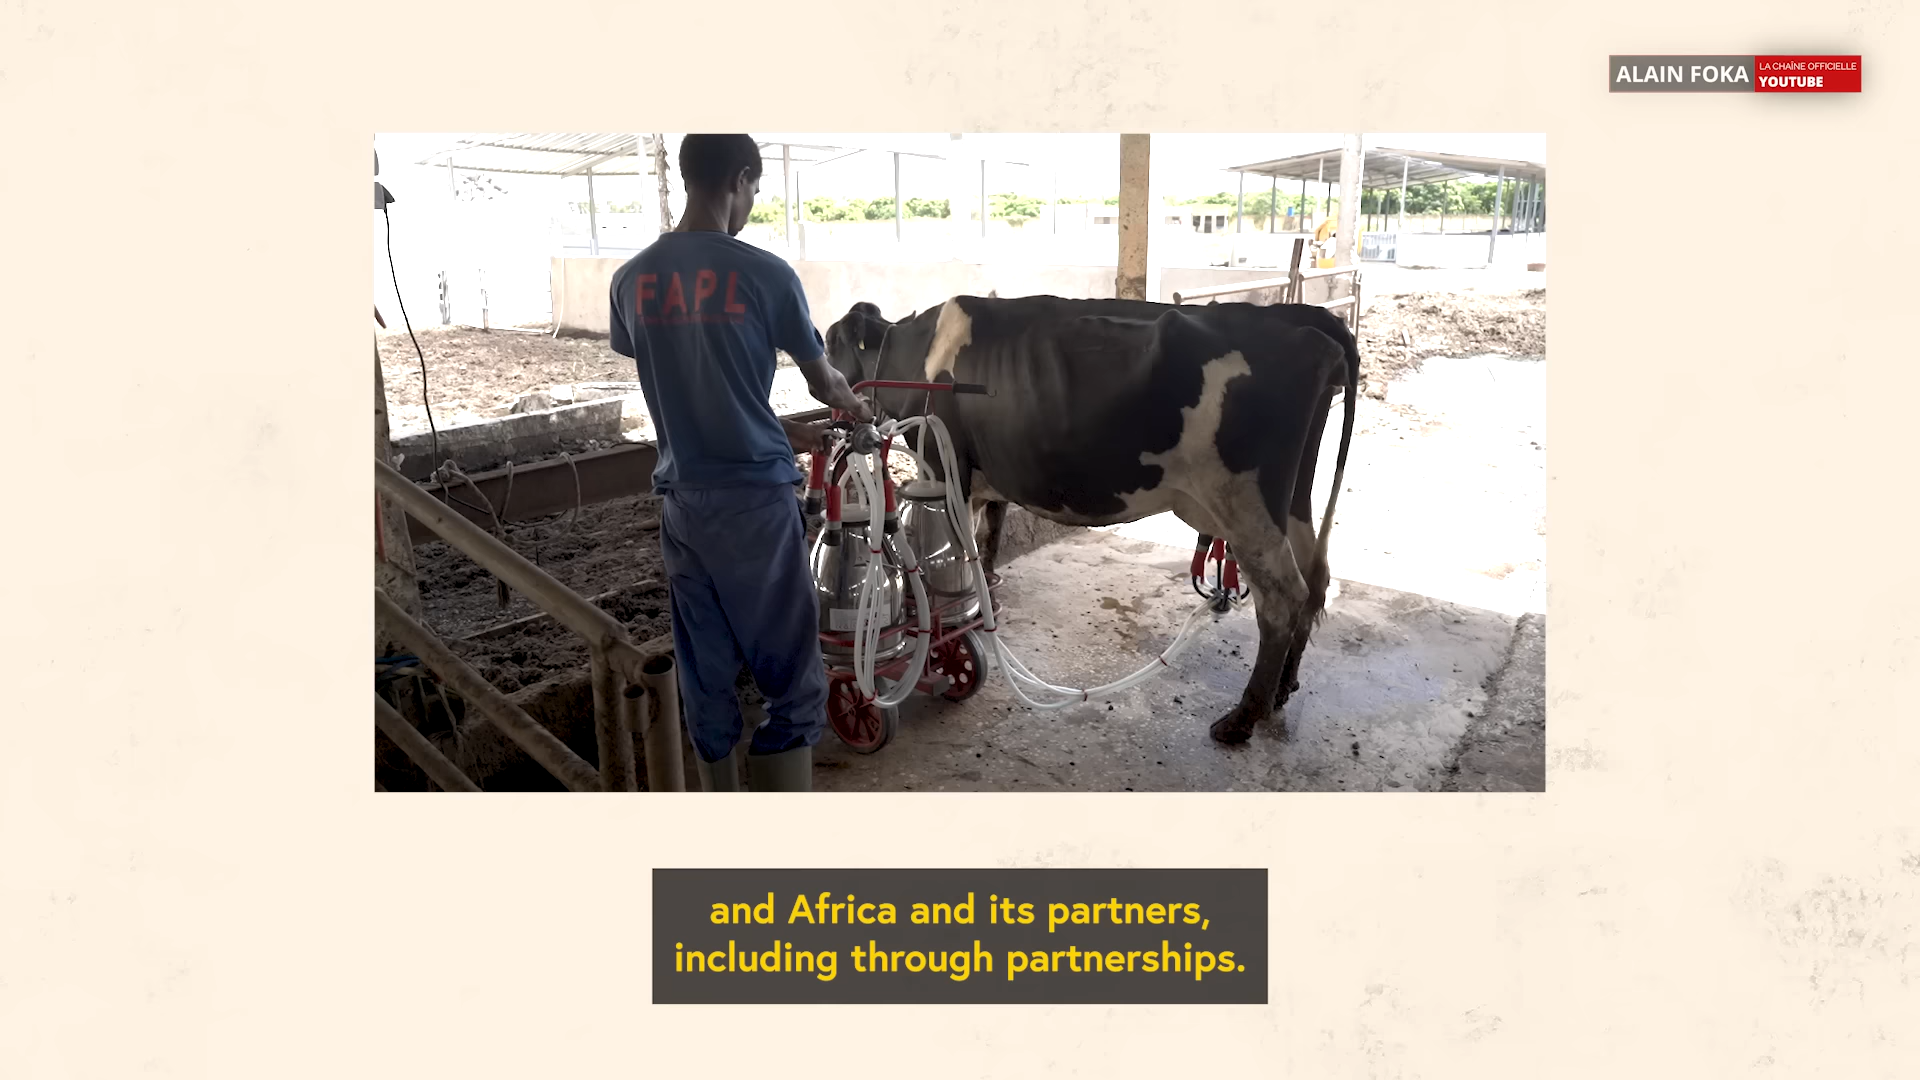 ALAIN FOKA
LA CHAÎNE OFFICIELLE
YOUTUBE
FAPL
and Africa and its partners,
including through partnerships.